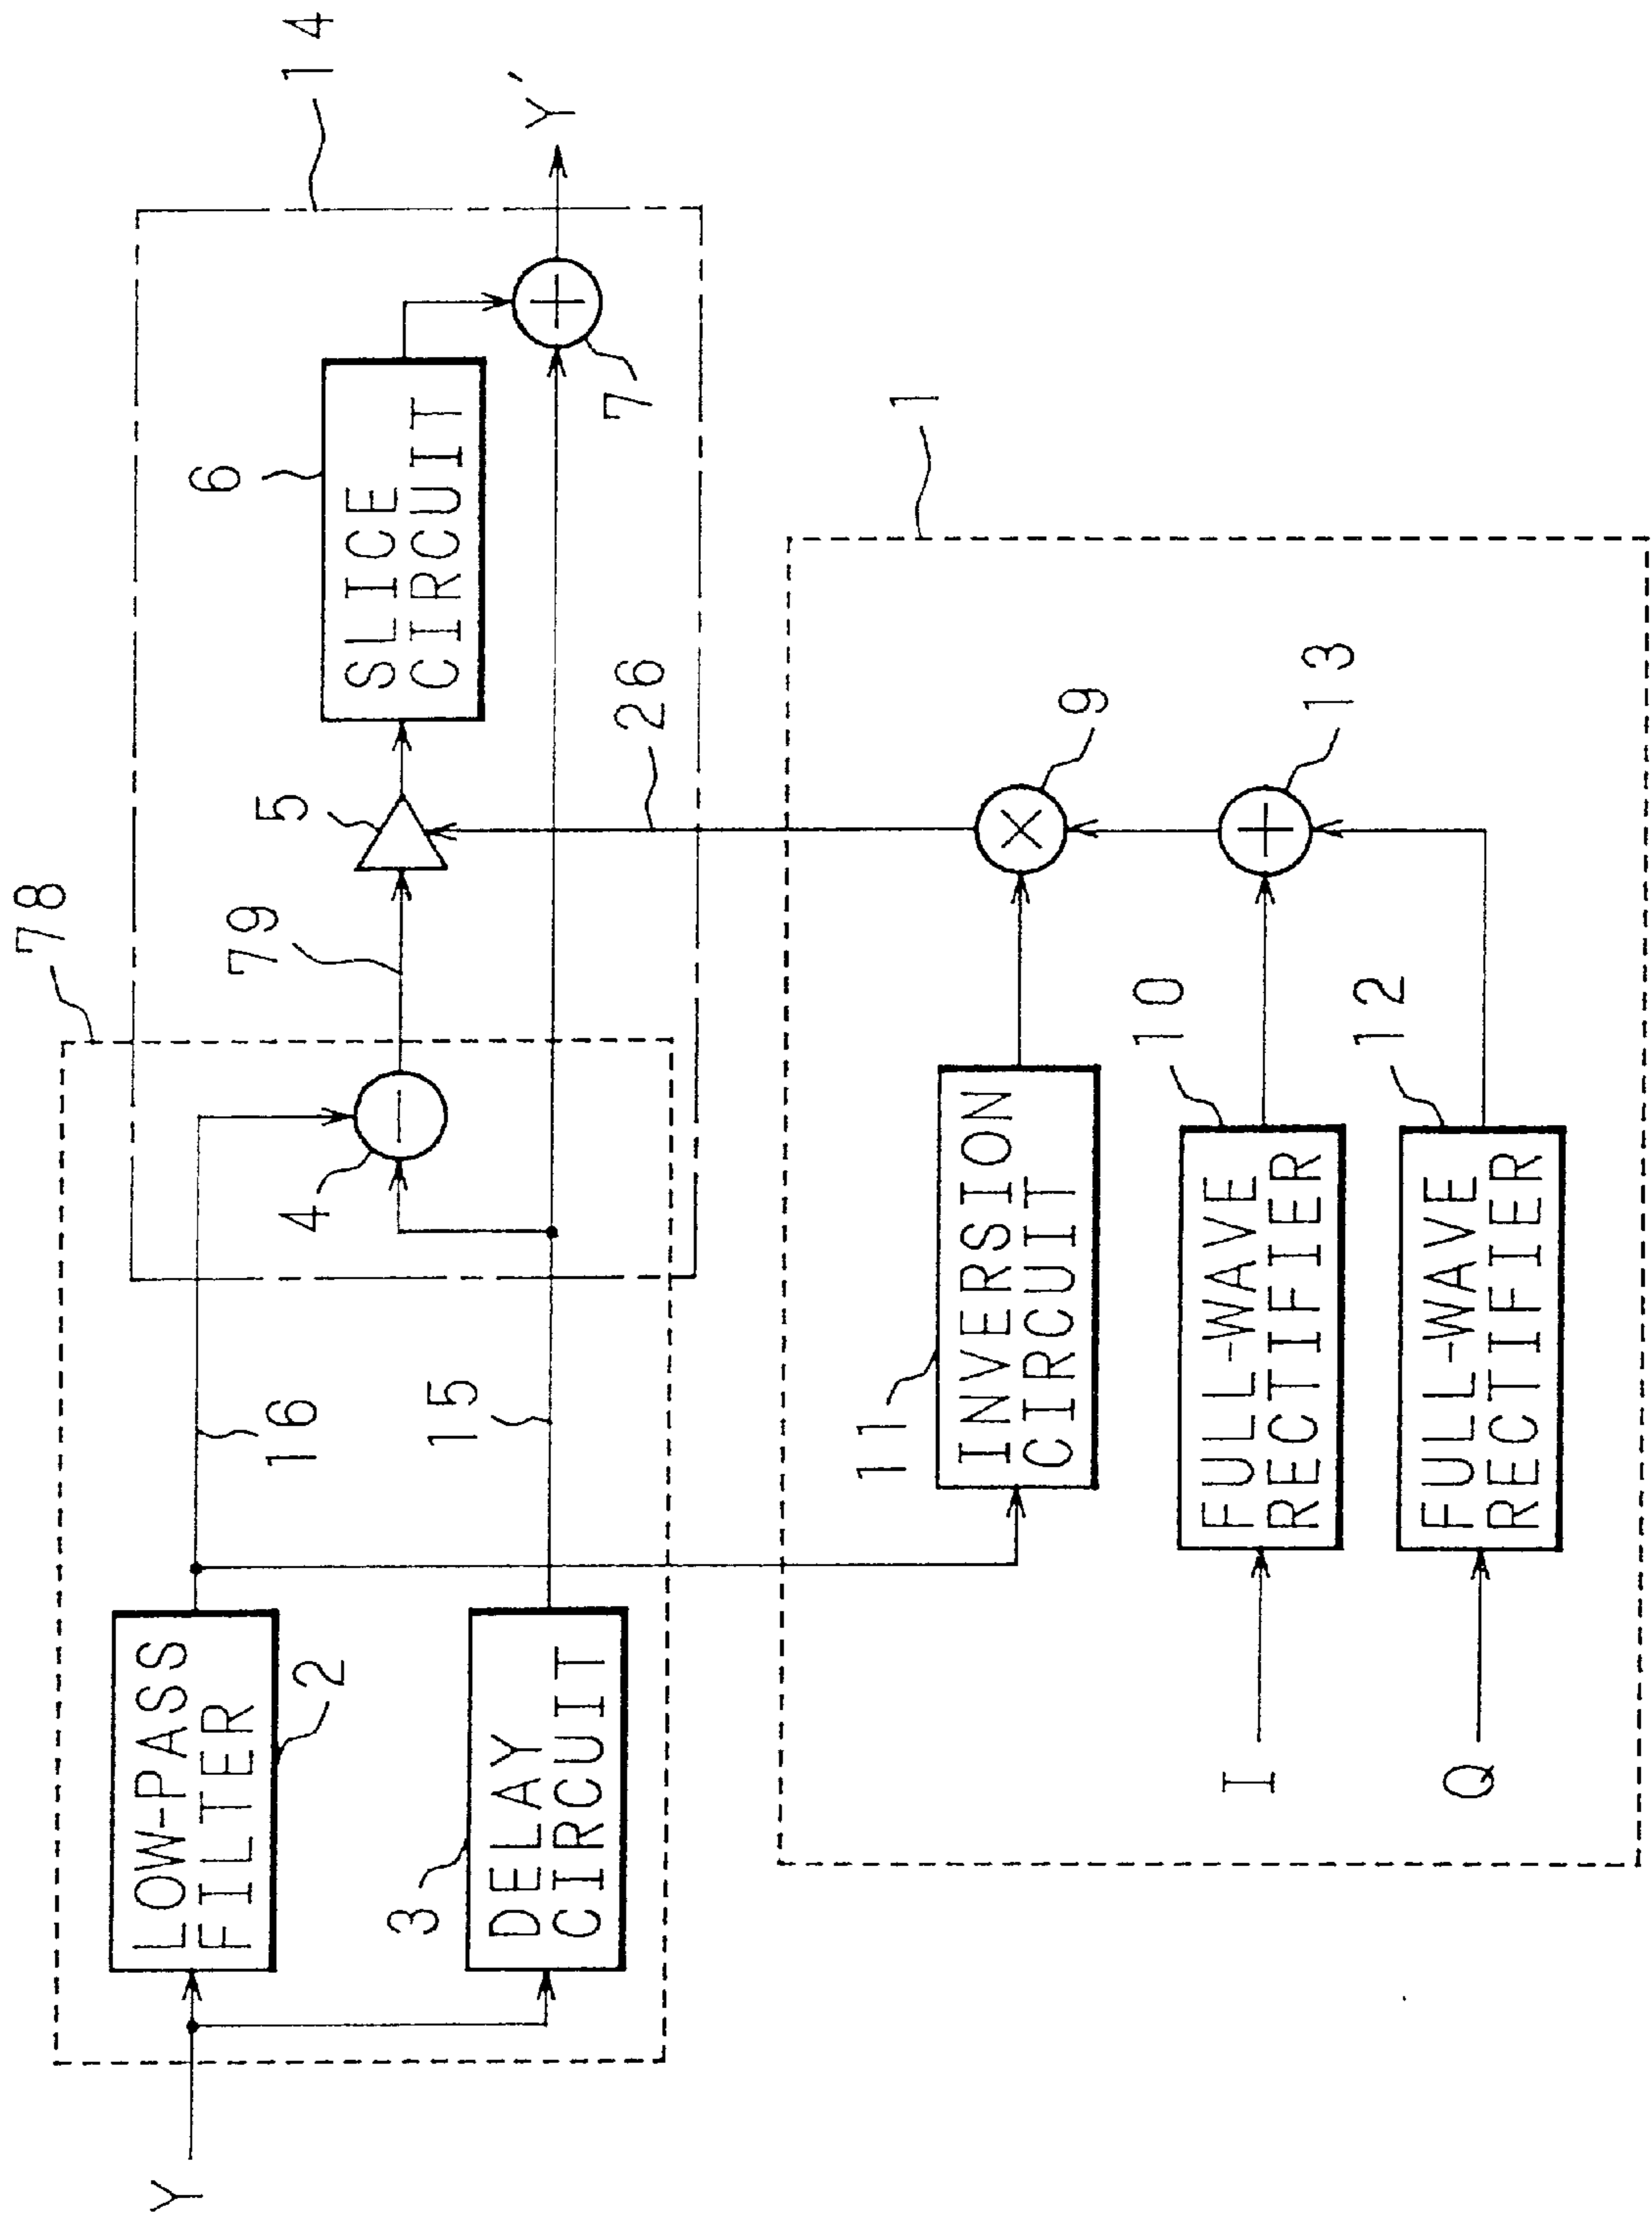 78
14
79
5
6
SLICE
CIRCUIT
Y'
7
16
4
15
26
Y
LOW-PASS
FILTER
2
3
DELAY
CIRCUIT
1
11
INVERSION
CIRCUIT
9
10
FULL-WAVE
RECTIFIER
13
I
12
FULL-WAVE
RECTIFIER
Q